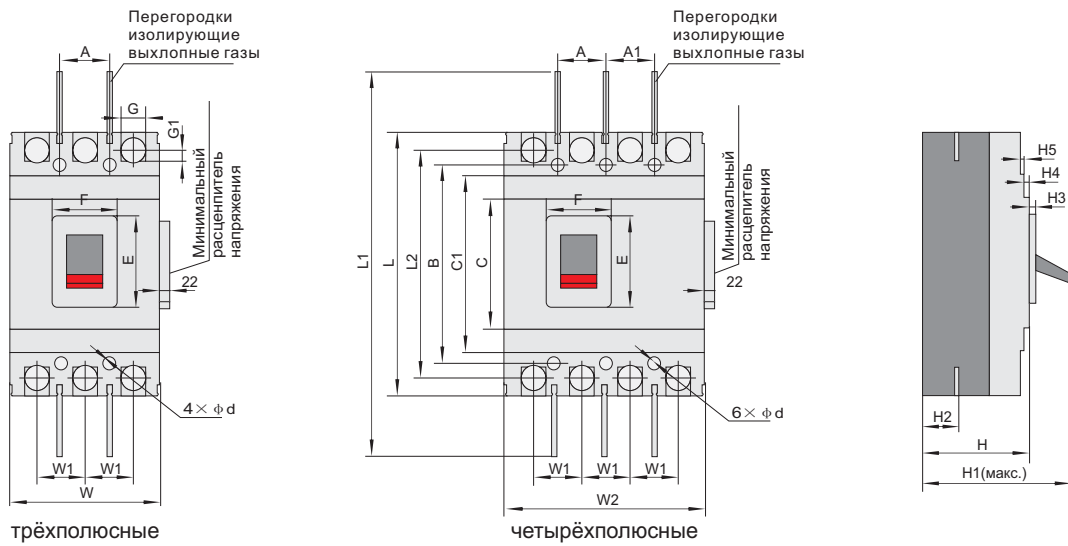 Перегородки
изолирующие
выхлопные газы
A
G
G1
F
E
Минимальный
расцепитель
напряжения
22
4× φd
W1
W1
W
трёхполюсные
Перегородки
изолирующие
выхлопные газы
A
A1
L1
L
L2
B
C1
C
F
E
Минимальный
расцепитель
напряжения
22
6× φd
W1
W1
W1
W2
четырёхполюсные
H5
H4
H3
H2
H
H1(макс.)